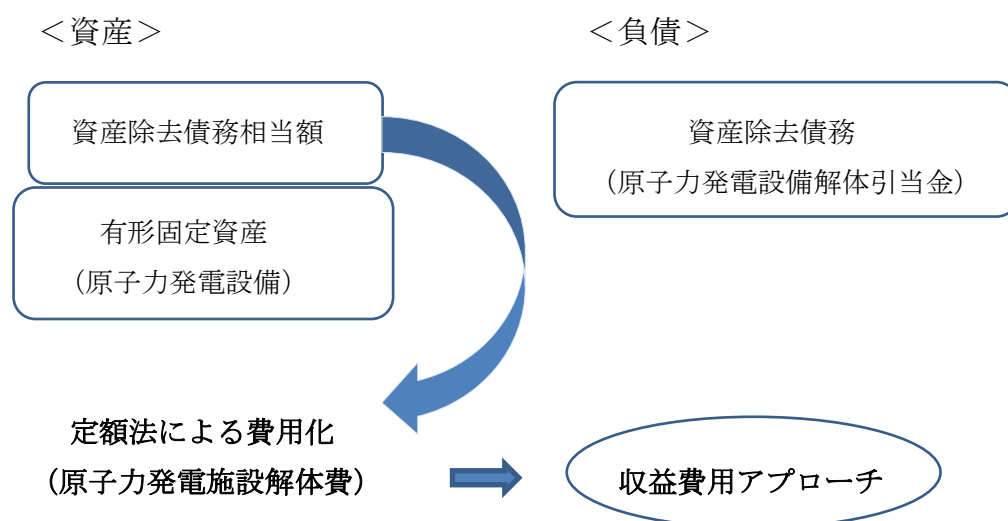 ＜資産＞
＜負債＞
資産除去債務相当額
有形固定資産
（原子力発電設備）
資産除去債務
（原子力発電設備解体引当金）
定額法による費用化
（原子力発電施設解体費）
収益費用アプローチ